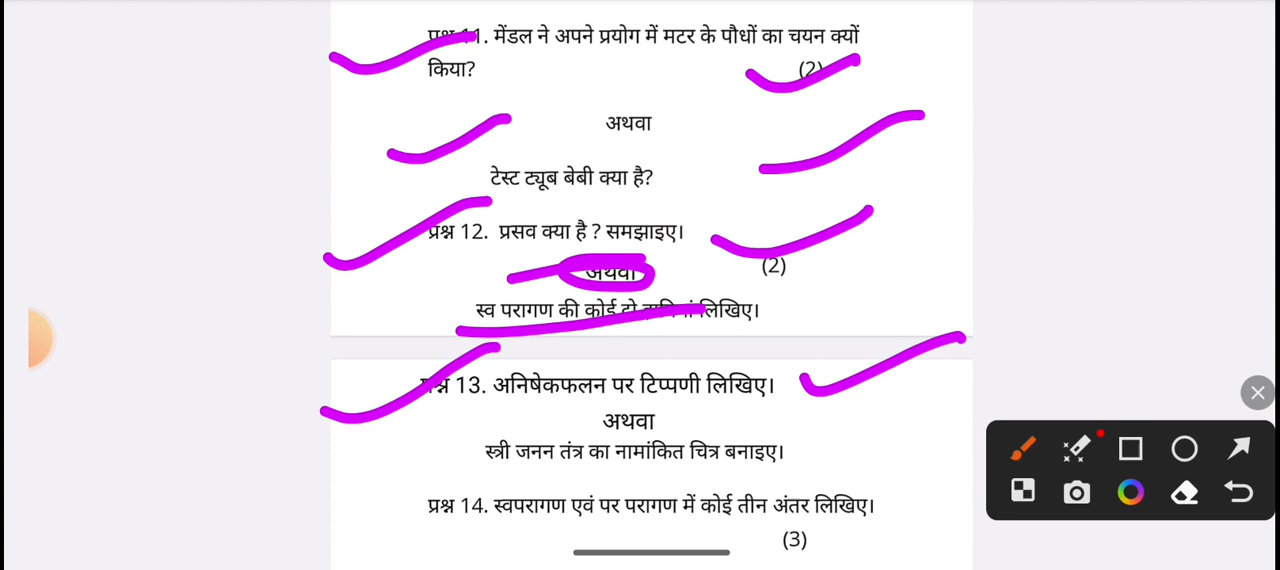 प्रश्न 11. मेंडल ने अपने प्रयोग में मटर के पौधों का चयन क्यों
किया? (2)
अथवा
टेस्ट ट्यूब बेबी क्या है?
प्रश्न 12. प्रसव क्या है ? समझाइए।
(2)
अथवा
स्व परागण की कोई दो हानियां लिखिए।
प्रश्न 13. अनिषेकफलन पर टिप्पणी लिखिए।
अथवा
स्त्री जनन तंत्र का नामांकित चित्र बनाइए।
प्रश्न 14. स्वपरागण एवं पर परागण में कोई तीन अंतर लिखिए।
(3)